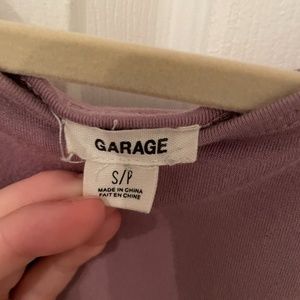 GARAGE
S/P
MADE IN CHINA
FAIT EN CHINE